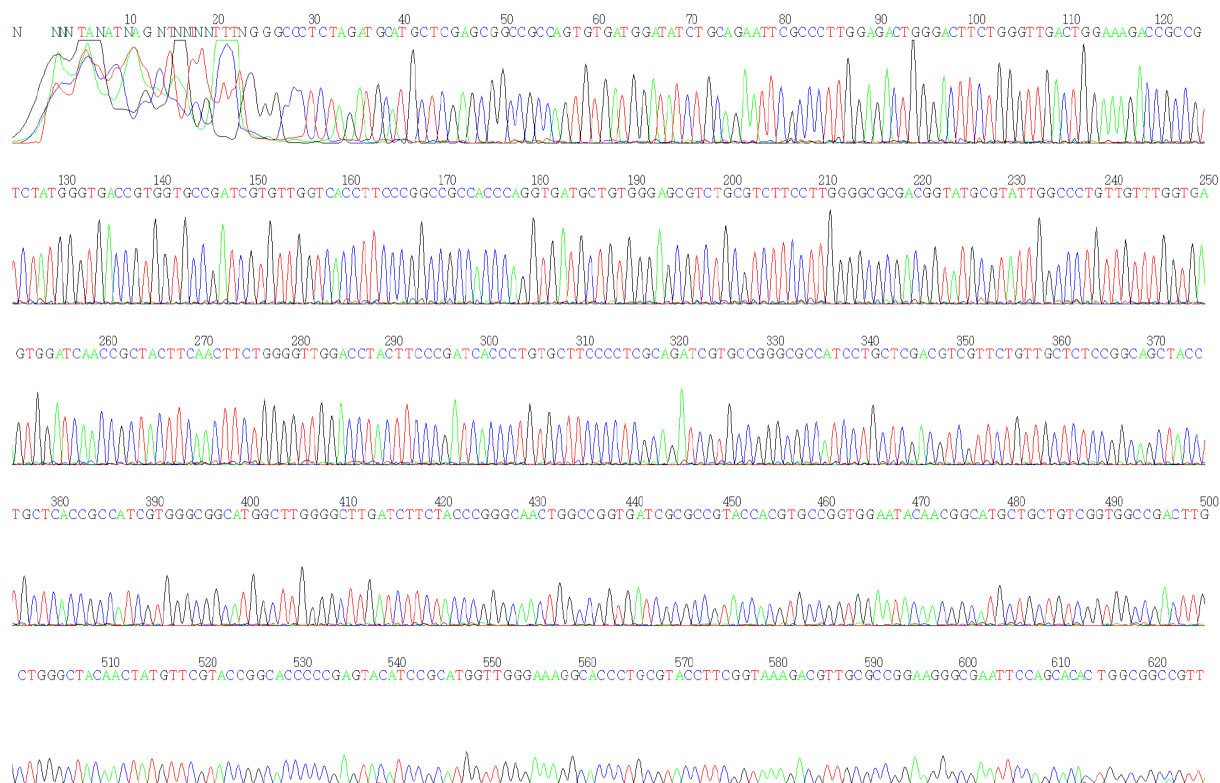 10 20 30 40 50 60 70 80 90 100 110 120
N NNNTANATNAGNTNNTNNTTTNGGGCCCTCTAGATGCATGCTCGAGCGGCCGCCAGTGTGATGGATATCTGCAGAATTCGCCCTTGGAGACTGGGACTTCTGGGTTGACTGGAAAGACCGCCG
130 140 150 160 170 180 190 200 210 220 230 240 250
TCTATGGGTGACCGTGGTGCCGATCGTGTTGGTCACCTTCCCGGCCGCCACCCAGGTGATGCTGTGGGAGCGTCTGCGTCTTCCTTGGGGCGCGACGGTATGCGTATTGGCCCTGTTGTTTGGTGA
260 270 280 290 300 310 320 330 340 350 360 370
GTGGATCAACCGCTACTTCAACTTCTGGGGTTGGACCTACTTCCCGATCACCCTGTGCTTCCCCTCGCAGATCGTGCCGGGCGCCATCCTGCTCGACGTCGTTCTGTTGCTCTCCGGCAGCTACC
380 390 400 410 420 430 440 450 460 470 480 490 500
TGCTCACCGCCATCGTGGGCGGCATGGCTTGGGGCTTGATCTTCTACCCGGGCAACTGGCCGGTGATCGCGCCGTACCACGTGCCGGTGGAATACAACGGCATGCTGCTGTCGGTGGCCGACTTG
510 520 530 540 550 560 570 580 590 600 610 620
CTGGGCTACAACTATGTTCGTACCGGCACCCCCGAGTACATCCGCATGGTTGGGAAAGGCACCCTGCGTACCTTCGGTAAAGACGTTGCGCCGGAAGGGCGAATTCCAGCACACTGGCGGCCGTT